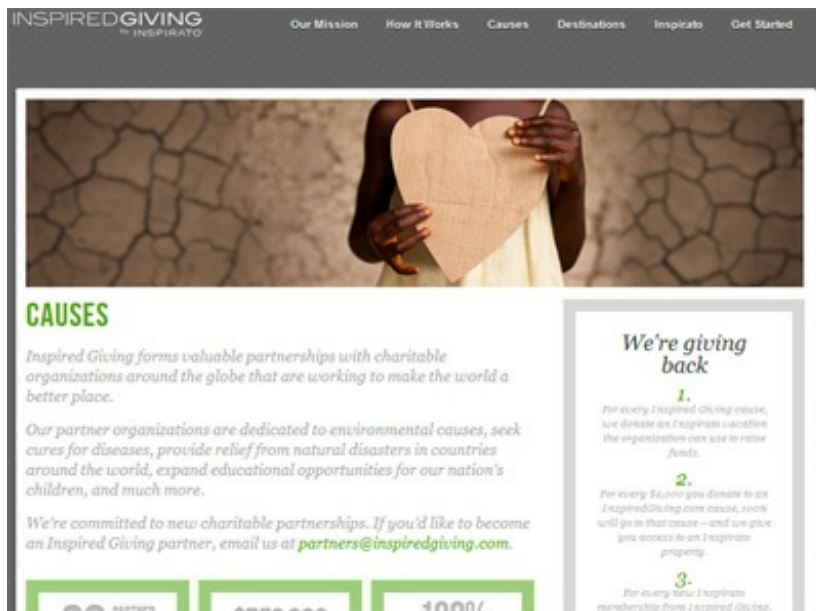 INSPIREDGIVING
by INSPIRATO
Our Mission How It Works Causes Destinations Inspirato Get Started
CAUSES
Inspired Giving forms valuable partnerships with charitable
organizations around the globe that are working to make the world a
better place.
Our partner organizations are dedicated to environmental causes, seek
cures for diseases, provide relief from natural disasters in countries
around the world, expand educational opportunities for our nation's
children, and much more.
We're committed to new charitable partnerships. If you'd like to become
an Inspired Giving partner, email us at partners@inspiredgiving.com.
We're giving
back
1.
For every Inspired Giving cause,
we donate an Inspirato vacation
the organization can use to raise
funds.
2.
For every $2,000 you donate to an
InspiredGiving.com cause, 100%
will go to that cause – and we give
you access to an Inspirato
property.
3.
For every new Inspirato
membership from Inspired Giving,
PARTNER